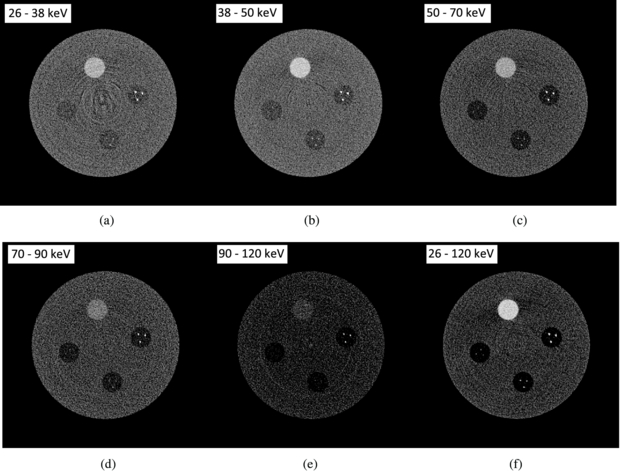 26 - 38 keV
38 - 50 keV
50 - 70 keV
(a)
(b)
(c)
70 - 90 keV
90 - 120 keV
26 - 120 keV
(d)
(e)
(f)